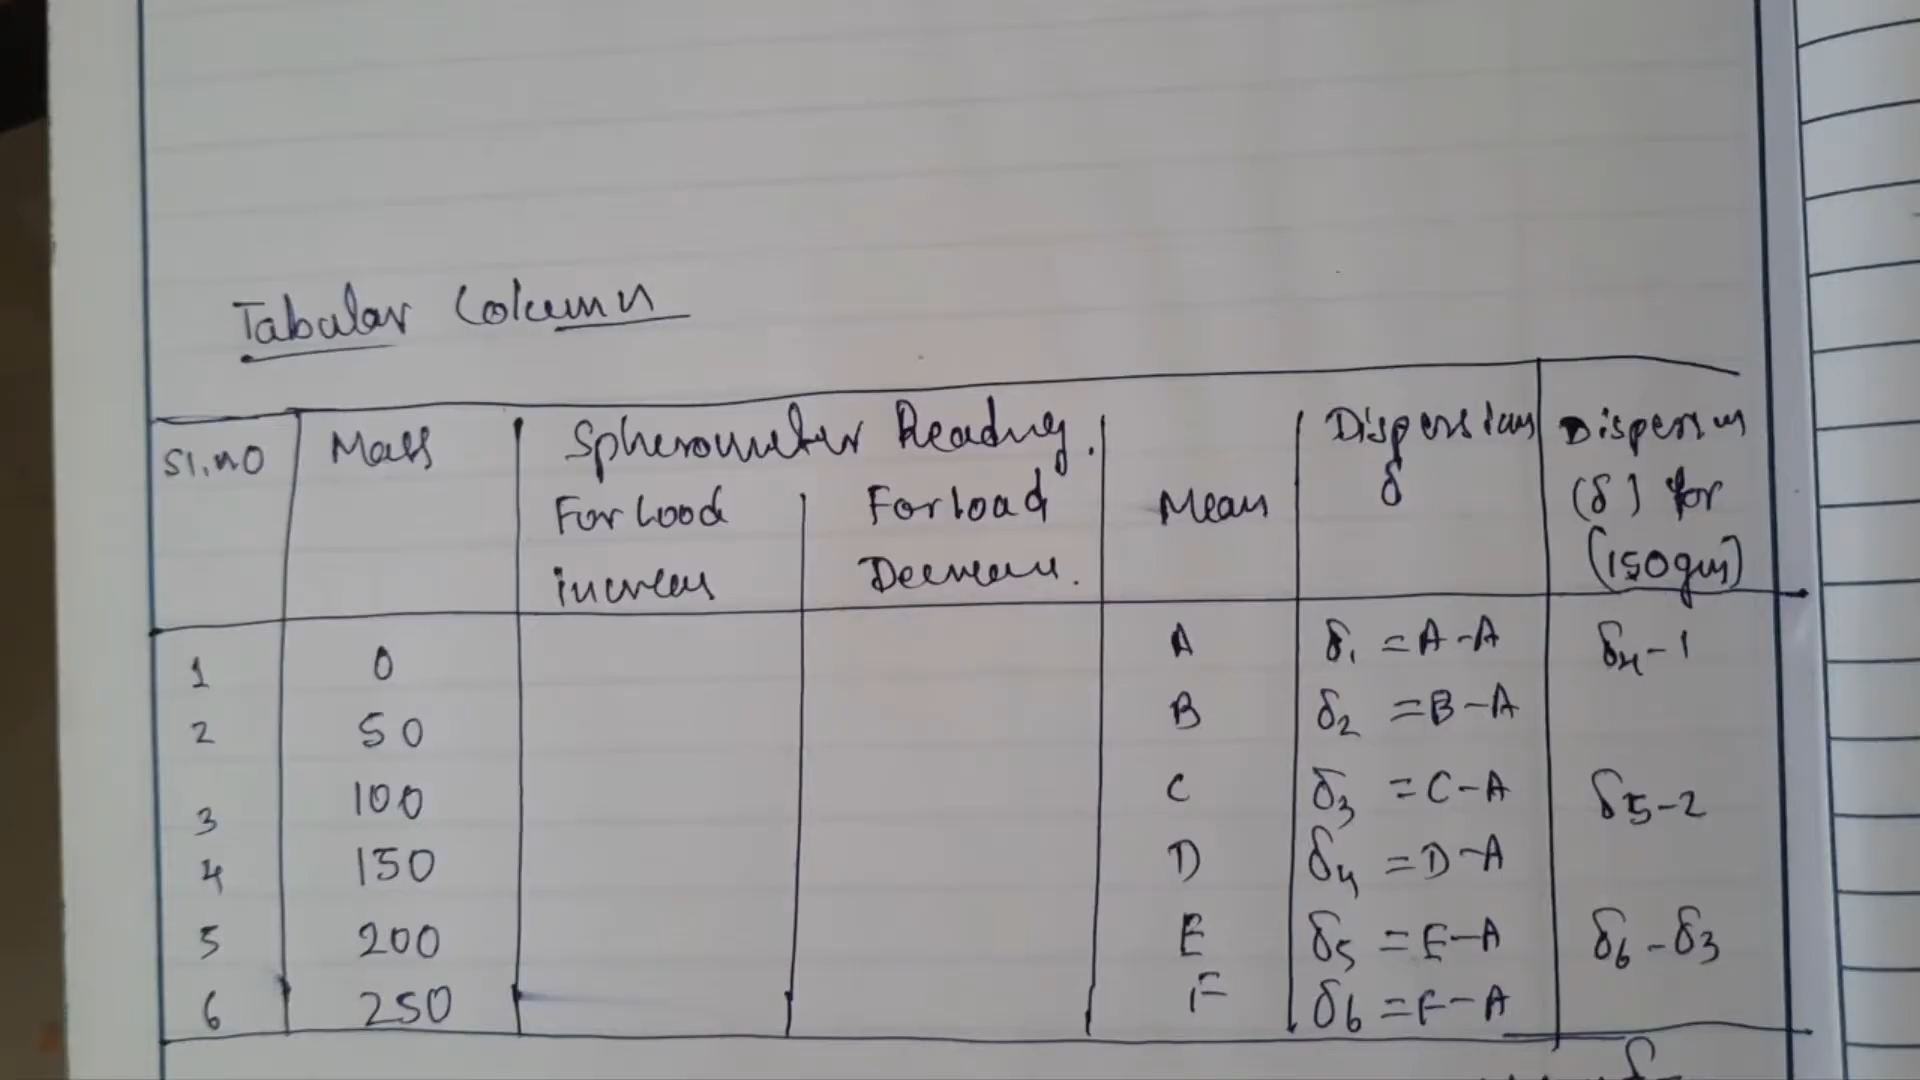 Tabular Column
Sl.no Mass Spherometer Reading. Mean Dispersion δ Dispersion (δ) for (150gm)
For Load increas For load Decrease.
1 0 A δ1 = A-A δ4-1
2 50 B δ2 = B-A
3 100 C δ3 = C-A δ5-2
4 150 D δ4 = D-A
5 200 E δ5 = E-A δ6-δ3
6 250 F δ6 = F-A
δ